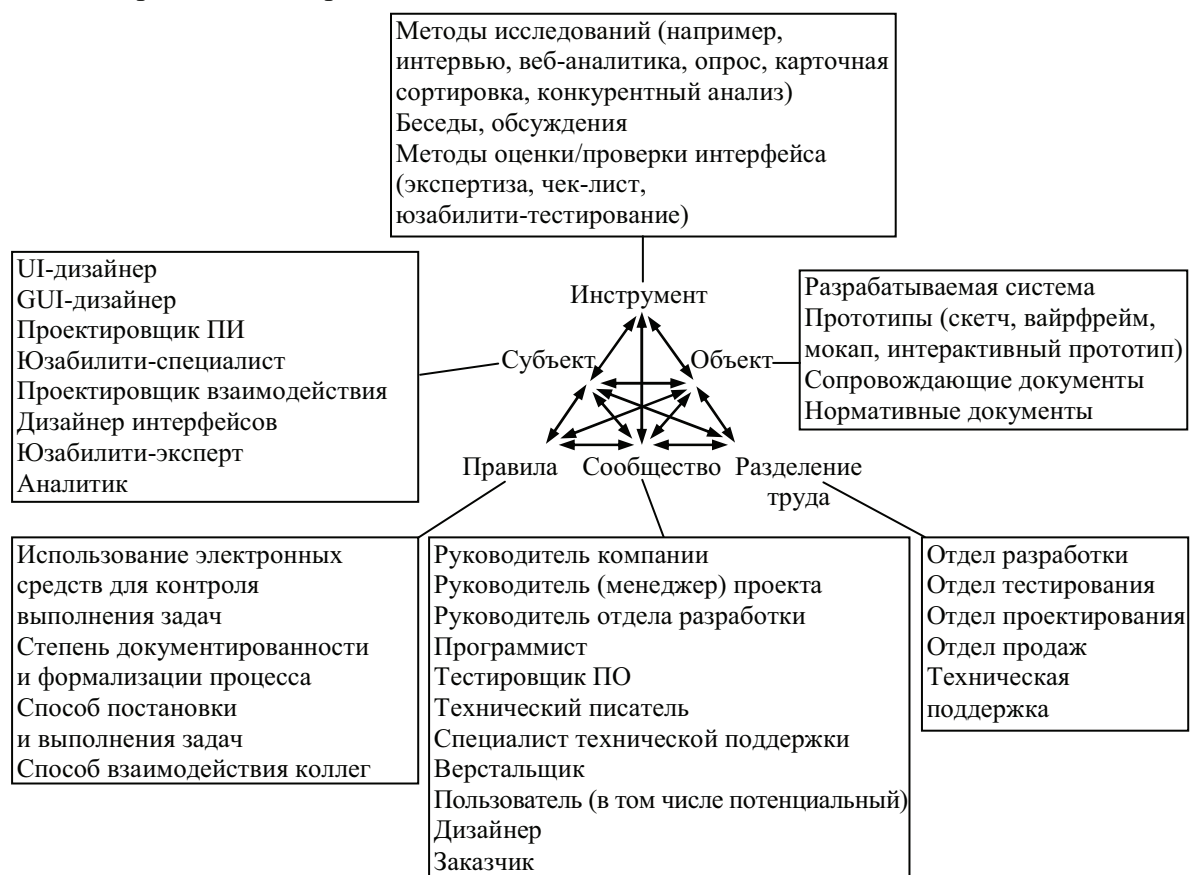 Методы исследований (например,
интервью, веб-аналитика, опрос, карточная
сортировка, конкурентный анализ)
Беседы, обсуждения
Методы оценки/проверки интерфейса
(экспертиза, чек-лист,
юзабилити-тестирование)
UI-дизайнер
GUI-дизайнер
Проектировщик ПИ
Юзабилити-специалист
Проектировщик взаимодействия
Дизайнер интерфейсов
Юзабилити-эксперт
Аналитик
Инструмент
Субъект
Объект
Разрабатываемая система
Прототипы (скетч, вайрфрейм,
мокап, интерактивный прототип)
Сопровождающие документы
Нормативные документы
Правила
Сообщество
Разделение
труда
Использование электронных
средств для контроля
выполнения задач
Степень документированности
и формализации процесса
Способ постановки
и выполнения задач
Способ взаимодействия коллег
Руководитель компании
Руководитель (менеджер) проекта
Руководитель отдела разработки
Программист
Тестировщик ПО
Технический писатель
Специалист технической поддержки
Верстальщик
Пользователь (в том числе потенциальный)
Дизайнер
Заказчик
Отдел разработки
Отдел тестирования
Отдел проектирования
Отдел продаж
Техническая
поддержка